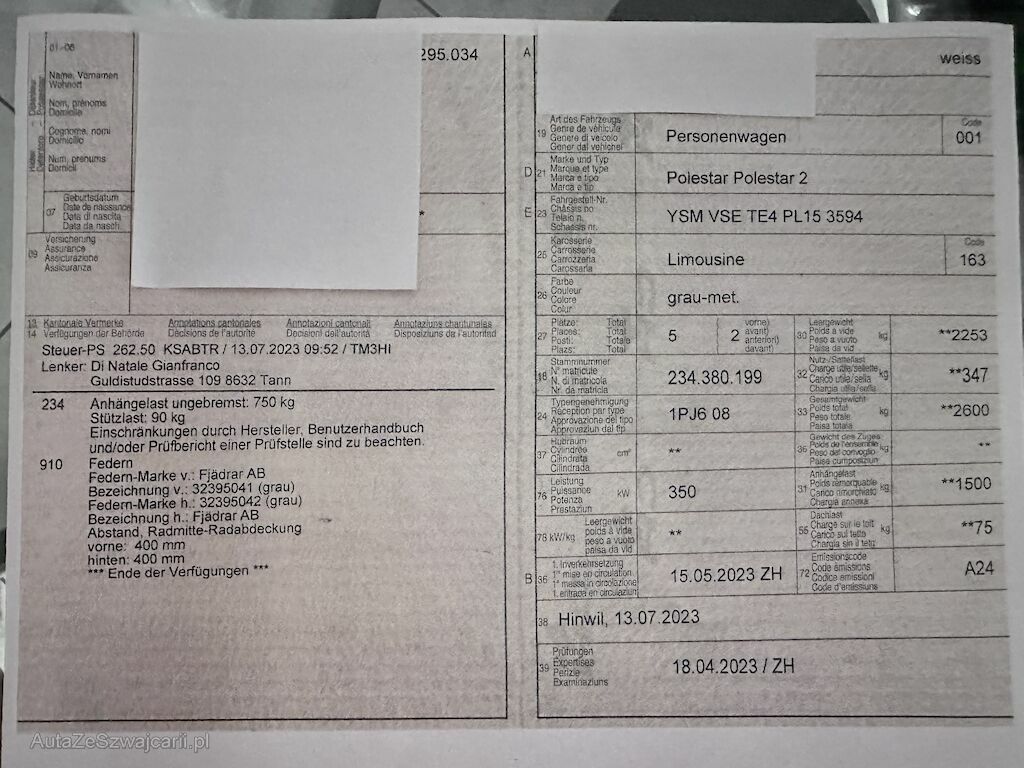 01-06
295.034
A
weiss
Name, Vornamen
Wohnort
Nom, prénoms
Domicile
Cognome, nomi
Domicilio
Num, prenums
Domicil
07
Geburtsdatum
Date de naissance
Data di nascita
Data da nasch.
*
09
Versicherung
Assurance
Assicurazione
Assicuranza
13 Kantonale Vermerke Annotations cantonales Annotazioni cantonali Annotaziuns chantunales
14 Verfügungen der Behörde Décisions de l'autorité Decisioni dell'autorità Disposiziuns da l'autoritad
Steuer-PS 262.50 KSABTR / 13.07.2023 09:52 / TM3HI
Lenker: Di Natale Gianfranco
Guldistudstrasse 109 8632 Tann
234 Anhängelast ungebremst: 750 kg
Stützlast: 90 kg
Einschränkungen durch Hersteller, Benutzerhandbuch
und/oder Prüfbericht einer Prüfstelle sind zu beachten.
910 Federn
Federn-Marke v.: Fjädrar AB
Bezeichnung v.: 32395041 (grau)
Federn-Marke h.: 32395042 (grau)
Bezeichnung h.: Fjädrar AB
Abstand, Radmitte-Radabdeckung
vorne: 400 mm
hinten: 400 mm
*** Ende der Verfügungen ***
19
Art des Fahrzeugs
Genre de véhicule
Genere di veicolo
Gener dal vehichel
Personenwagen
Code
001
D 21
Marke und Typ
Marque et type
Marca e tipo
Marca e tip
Polestar Polestar 2
E 23
Fahrgestell-Nr.
Châssis no
Telaio n.
Schassis nr.
YSM VSE TE4 PL15 3594
25
Karosserie
Carrosserie
Carrozzeria
Carossaria
Limousine
Code
163
26
Farbe
Couleur
Colore
Colur
grau-met.
27
Plätze: Total
Places: Total
Posti: Totale
Plazs: Total
5
2
vorne)
avant)
anteriori)
davant)
30
Leergewicht
Poids à vide
Peso a vuoto
Paisa da vid
kg
**2253
18
Stammnummer
N° matricule
N. di matricola
Nr. da matricla
234.380.199
32
Nutz-/Sattellast
Charge utile/sellette
Carico utile/sella
Chargia utila/sella
kg
**347
24
Typengenehmigung
Réception par type
Approvazione del tipo
Approvaziun dal tip
1PJ6 08
33
Gesamtgewicht
Poids total
Peso totale
Paisa totala
kg
**2600
37
Hubraum
Cylindrée
Cilindrata
Cilindrada
cm³
**
35
Gewicht des Zuges
Poids de l'ensemble
Peso del convoglio
Paisa cumposiziun
kg
**
76
Leistung
Puissance
Potenza
Prestaziun
kW
350
31
Anhängelast
Poids remorquable
Carico rimorchiato
Chargia annexa
kg
**1500
78 kW/kg
Leergewicht
poids à vide
peso a vuoto
paisa da vid
**
55
Dachlast
Charge sur le toit
Carico sul tetto
Chargia sin il tetg
kg
**75
B 36
1. Inverkehrsetzung
1re mise en circulation
1a messa in circolazione
1. entrada en circulaziun
15.05.2023 ZH
72
Emissionscode
Code émissions
Codice emissioni
Code d'emissiuns
A24
38 Hinwil, 13.07.2023
39
Prüfungen
Expertises
Perizie
Examinaziuns
18.04.2023 / ZH
AutaZeSzwajcarii.pl